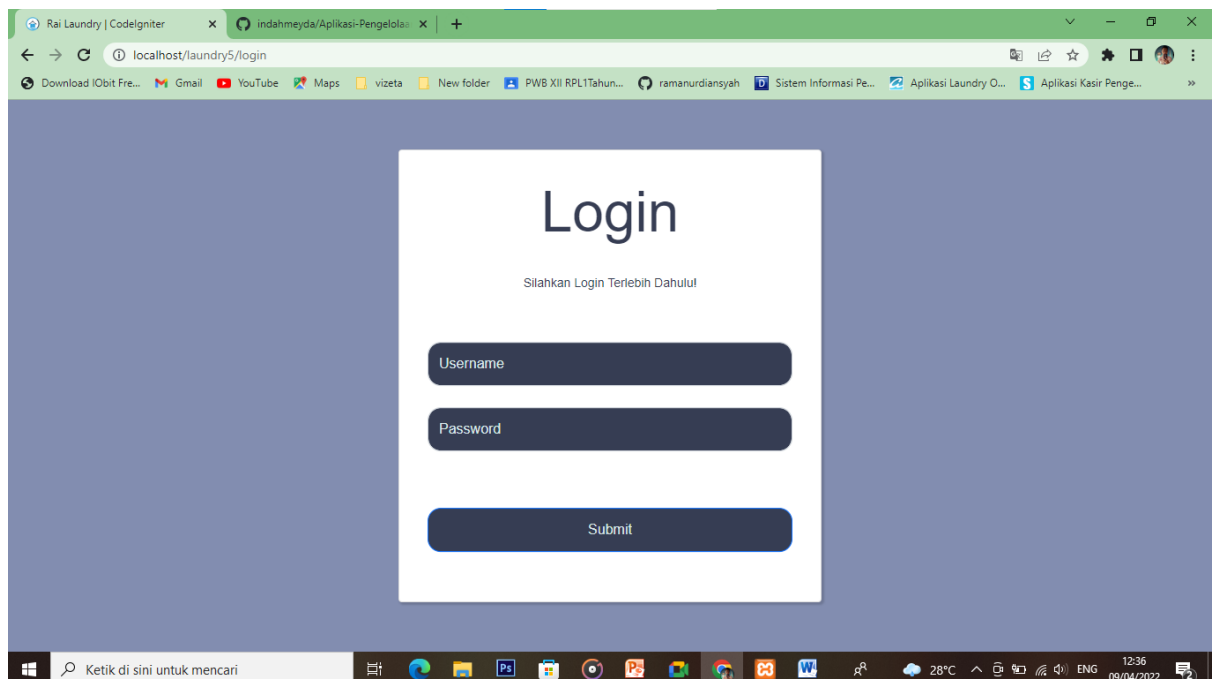 Rai Laundry | CodeIgniter
indahmeyda/Aplikasi-Pengelolaa
localhost/laundry5/login
Download IObit Fre... Gmail YouTube Maps vizeta New folder PWB XII RPL1Tahun... ramanurdiansyah Sistem Informasi Pe... Aplikasi Laundry O... Aplikasi Kasir Penge... »
Login
Silahkan Login Terlebih Dahulu!
Username
Password
Submit
Ketik di sini untuk mencari
28°C ENG
12:36
09/04/2022
2